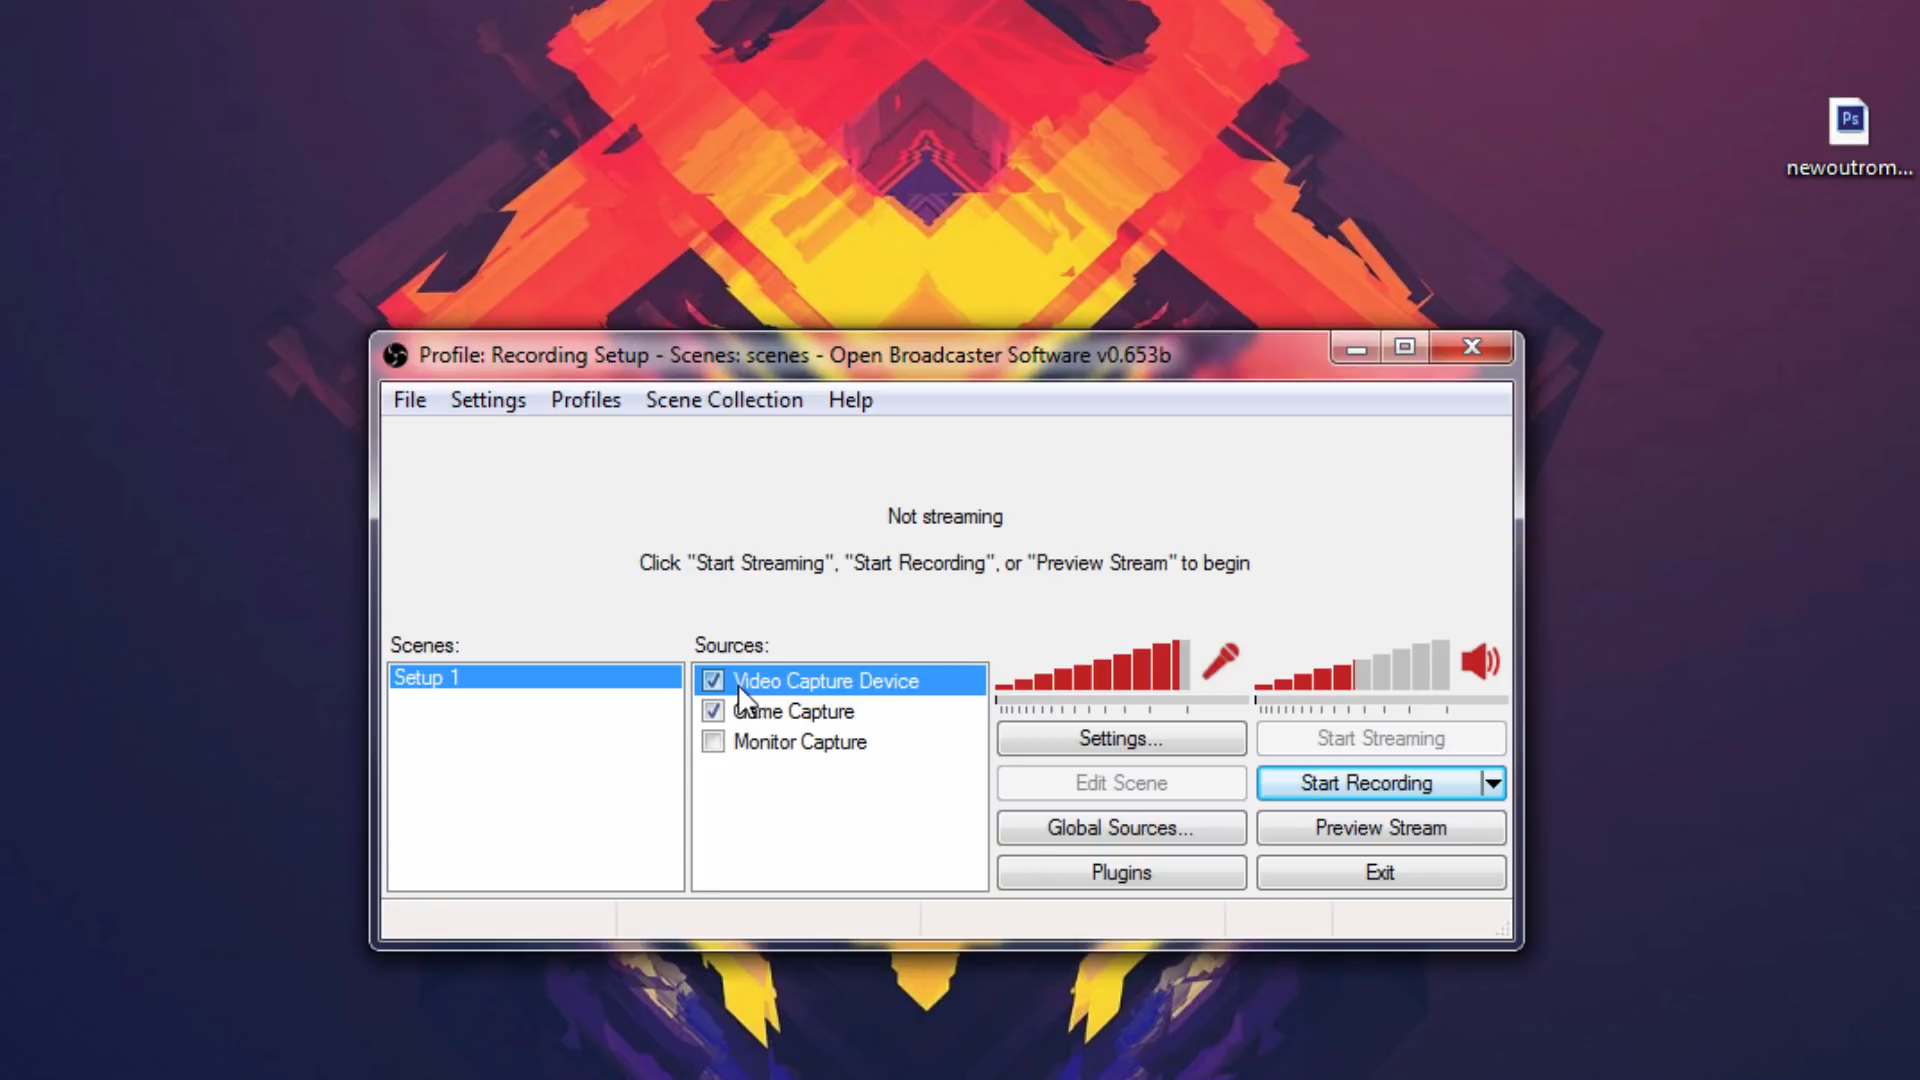 Ps
newoutrom...
Profile: Recording Setup - Scenes: scenes - Open Broadcaster Software v0.653b
File Settings Profiles Scene Collection Help
Not streaming
Click "Start Streaming", "Start Recording", or "Preview Stream" to begin
Scenes:
Setup 1
Sources:
Video Capture Device
Game Capture
Monitor Capture
Settings...
Start Streaming
Edit Scene
Start Recording
Global Sources...
Preview Stream
Plugins
Exit